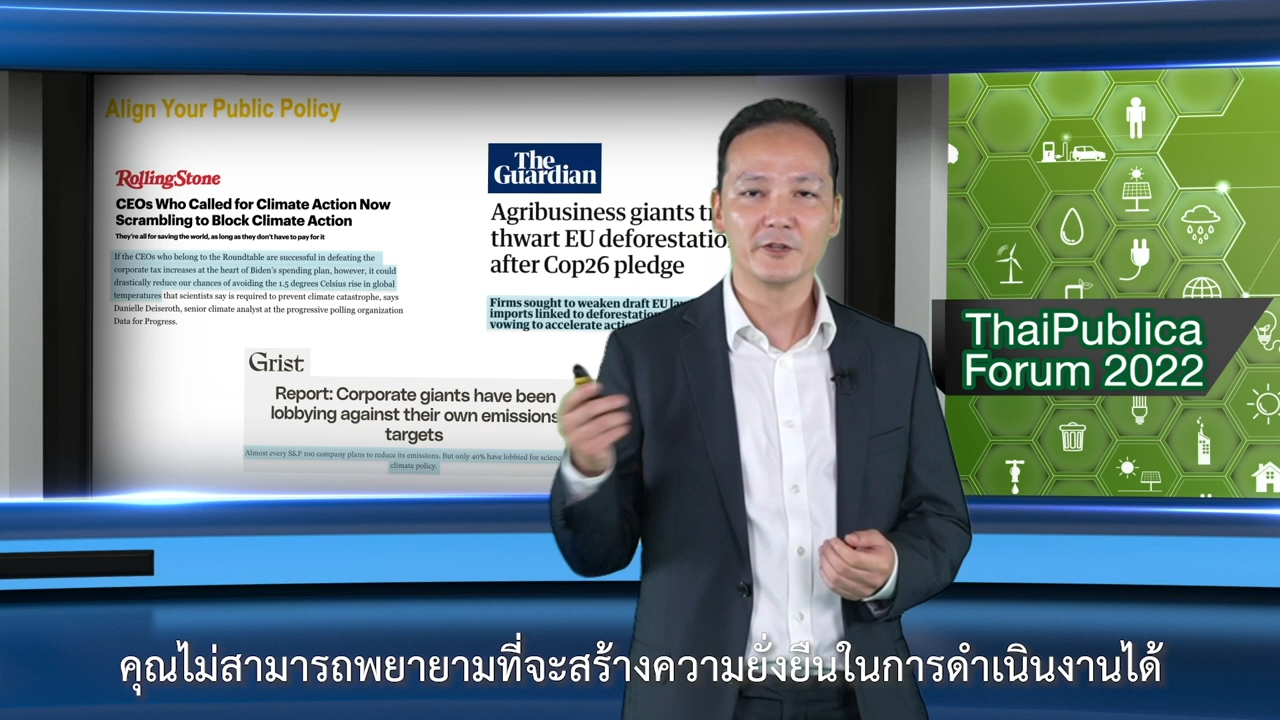 Align Your Public Policy
RollingStone
CEOs Who Called for Climate Action Now
Scrambling to Block Climate Action
They're all for saving the world, as long as they don't have to pay for it
If the CEOs who belong to the Roundtable are successful in defeating the
corporate tax increases at the heart of Biden's spending plan, however, it could
drastically reduce our chances of avoiding the 1.5 degrees Celsius rise in global
temperatures that scientists say is required to prevent climate catastrophe, says
Danielle Deiseroth, senior climate analyst at the progressive polling organization
Data for Progress.
The
Guardian
Agribusiness giants
thwart EU
after Cop26 pledge
Firms sought to weaken draft EU
imports linked to
vowing to accelerate
Grist
Report: Corporate giants have been
lobbying against their own emissions
targets
Almost every S&P 100 company plans to reduce its emissions. But only 40% have lobbied for
climate policy.
ThaiPublica
Forum 2022
คุณไม่สามารถพยายามที่จะสร้างความยั่งยืนในการดำเนินงานได้